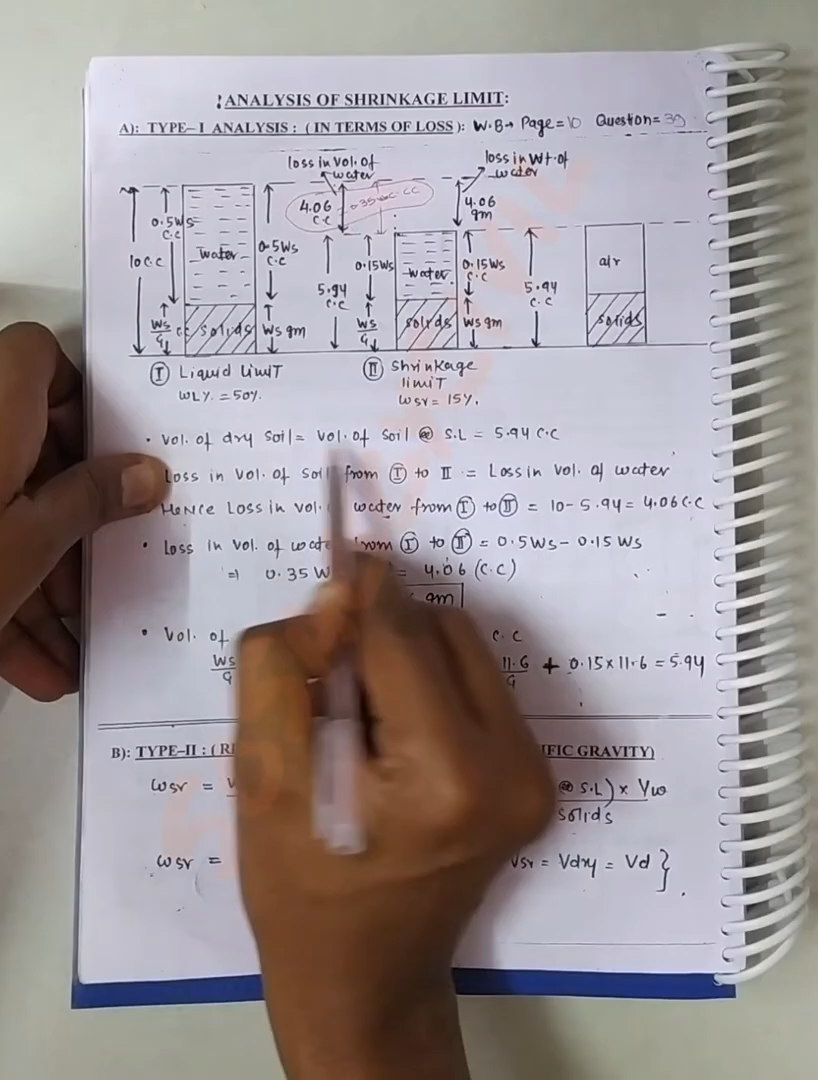 ANALYSIS OF SHRINKAGE LIMIT:
A): TYPE-I ANALYSIS: (IN TERMS OF LOSS): W.B→ Page=10 Question=39
loss in vol. of water
loss in wt. of water
4.06 c.c
0.35
4.06 gm
0.5Ws c.c
10 c.c
water
0.5Ws c.c
5.94 c.c
0.15Ws
water
0.15Ws c.c
5.94 c.c
air
Ws/G cc
solids
Ws gm
Ws/G
solids
Ws gm
solids
I Liquid limiT
WL% = 50%
II Shrinkage limiT
Wsr = 15%
• Vol. of dry Soil = Vol. of Soil @ S.L = 5.94 C.C
Loss in Vol. of Soil from I to II = Loss in Vol. of water
Hence Loss in Vol. water from I to II = 10 - 5.94 = 4.06 C.C
• Loss in Vol. of water from I to II = 0.5Ws - 0.15Ws
⇒ 0.35 W = 4.06 (C.C)
gm
• Vol. of C.C
Ws/G 11.6/G + 0.15x11.6 = 5.94
B): TYPE-II: ( IFIC GRAVITY)
wsr = @ S.L) x γw
solids
wsr = Vsr = Vdry = Vd }